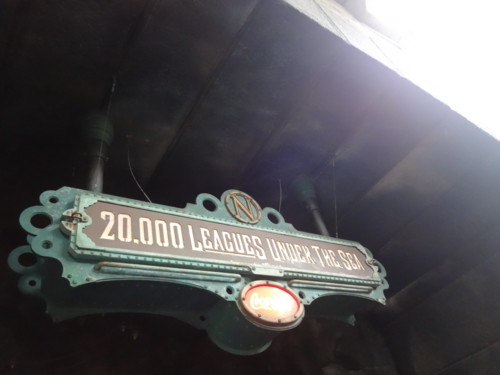 N
20,000 LEAGUES UNDER THE SEA
Coca-Cola